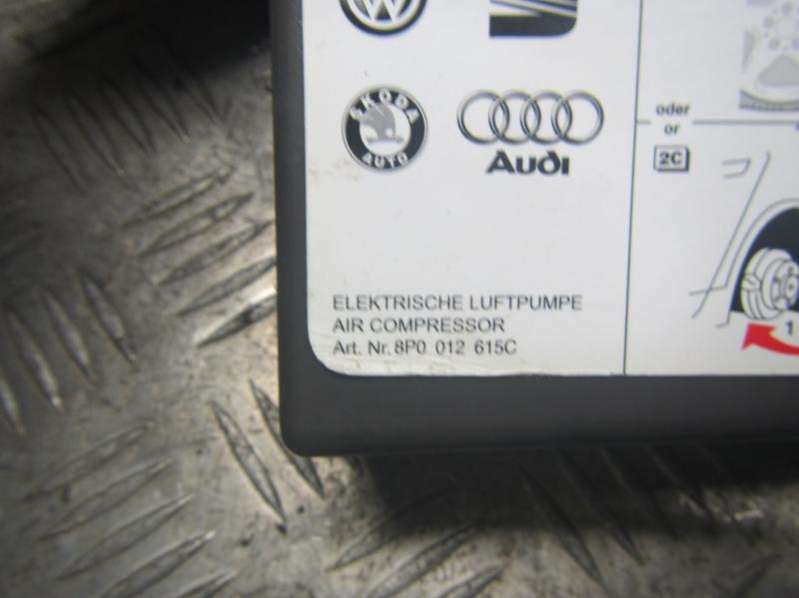 ŠKODA
AUTO
Audi
oder
or
2C
ELEKTRISCHE LUFTPUMPE
AIR COMPRESSOR
Art. Nr. 8P0 012 615C
1